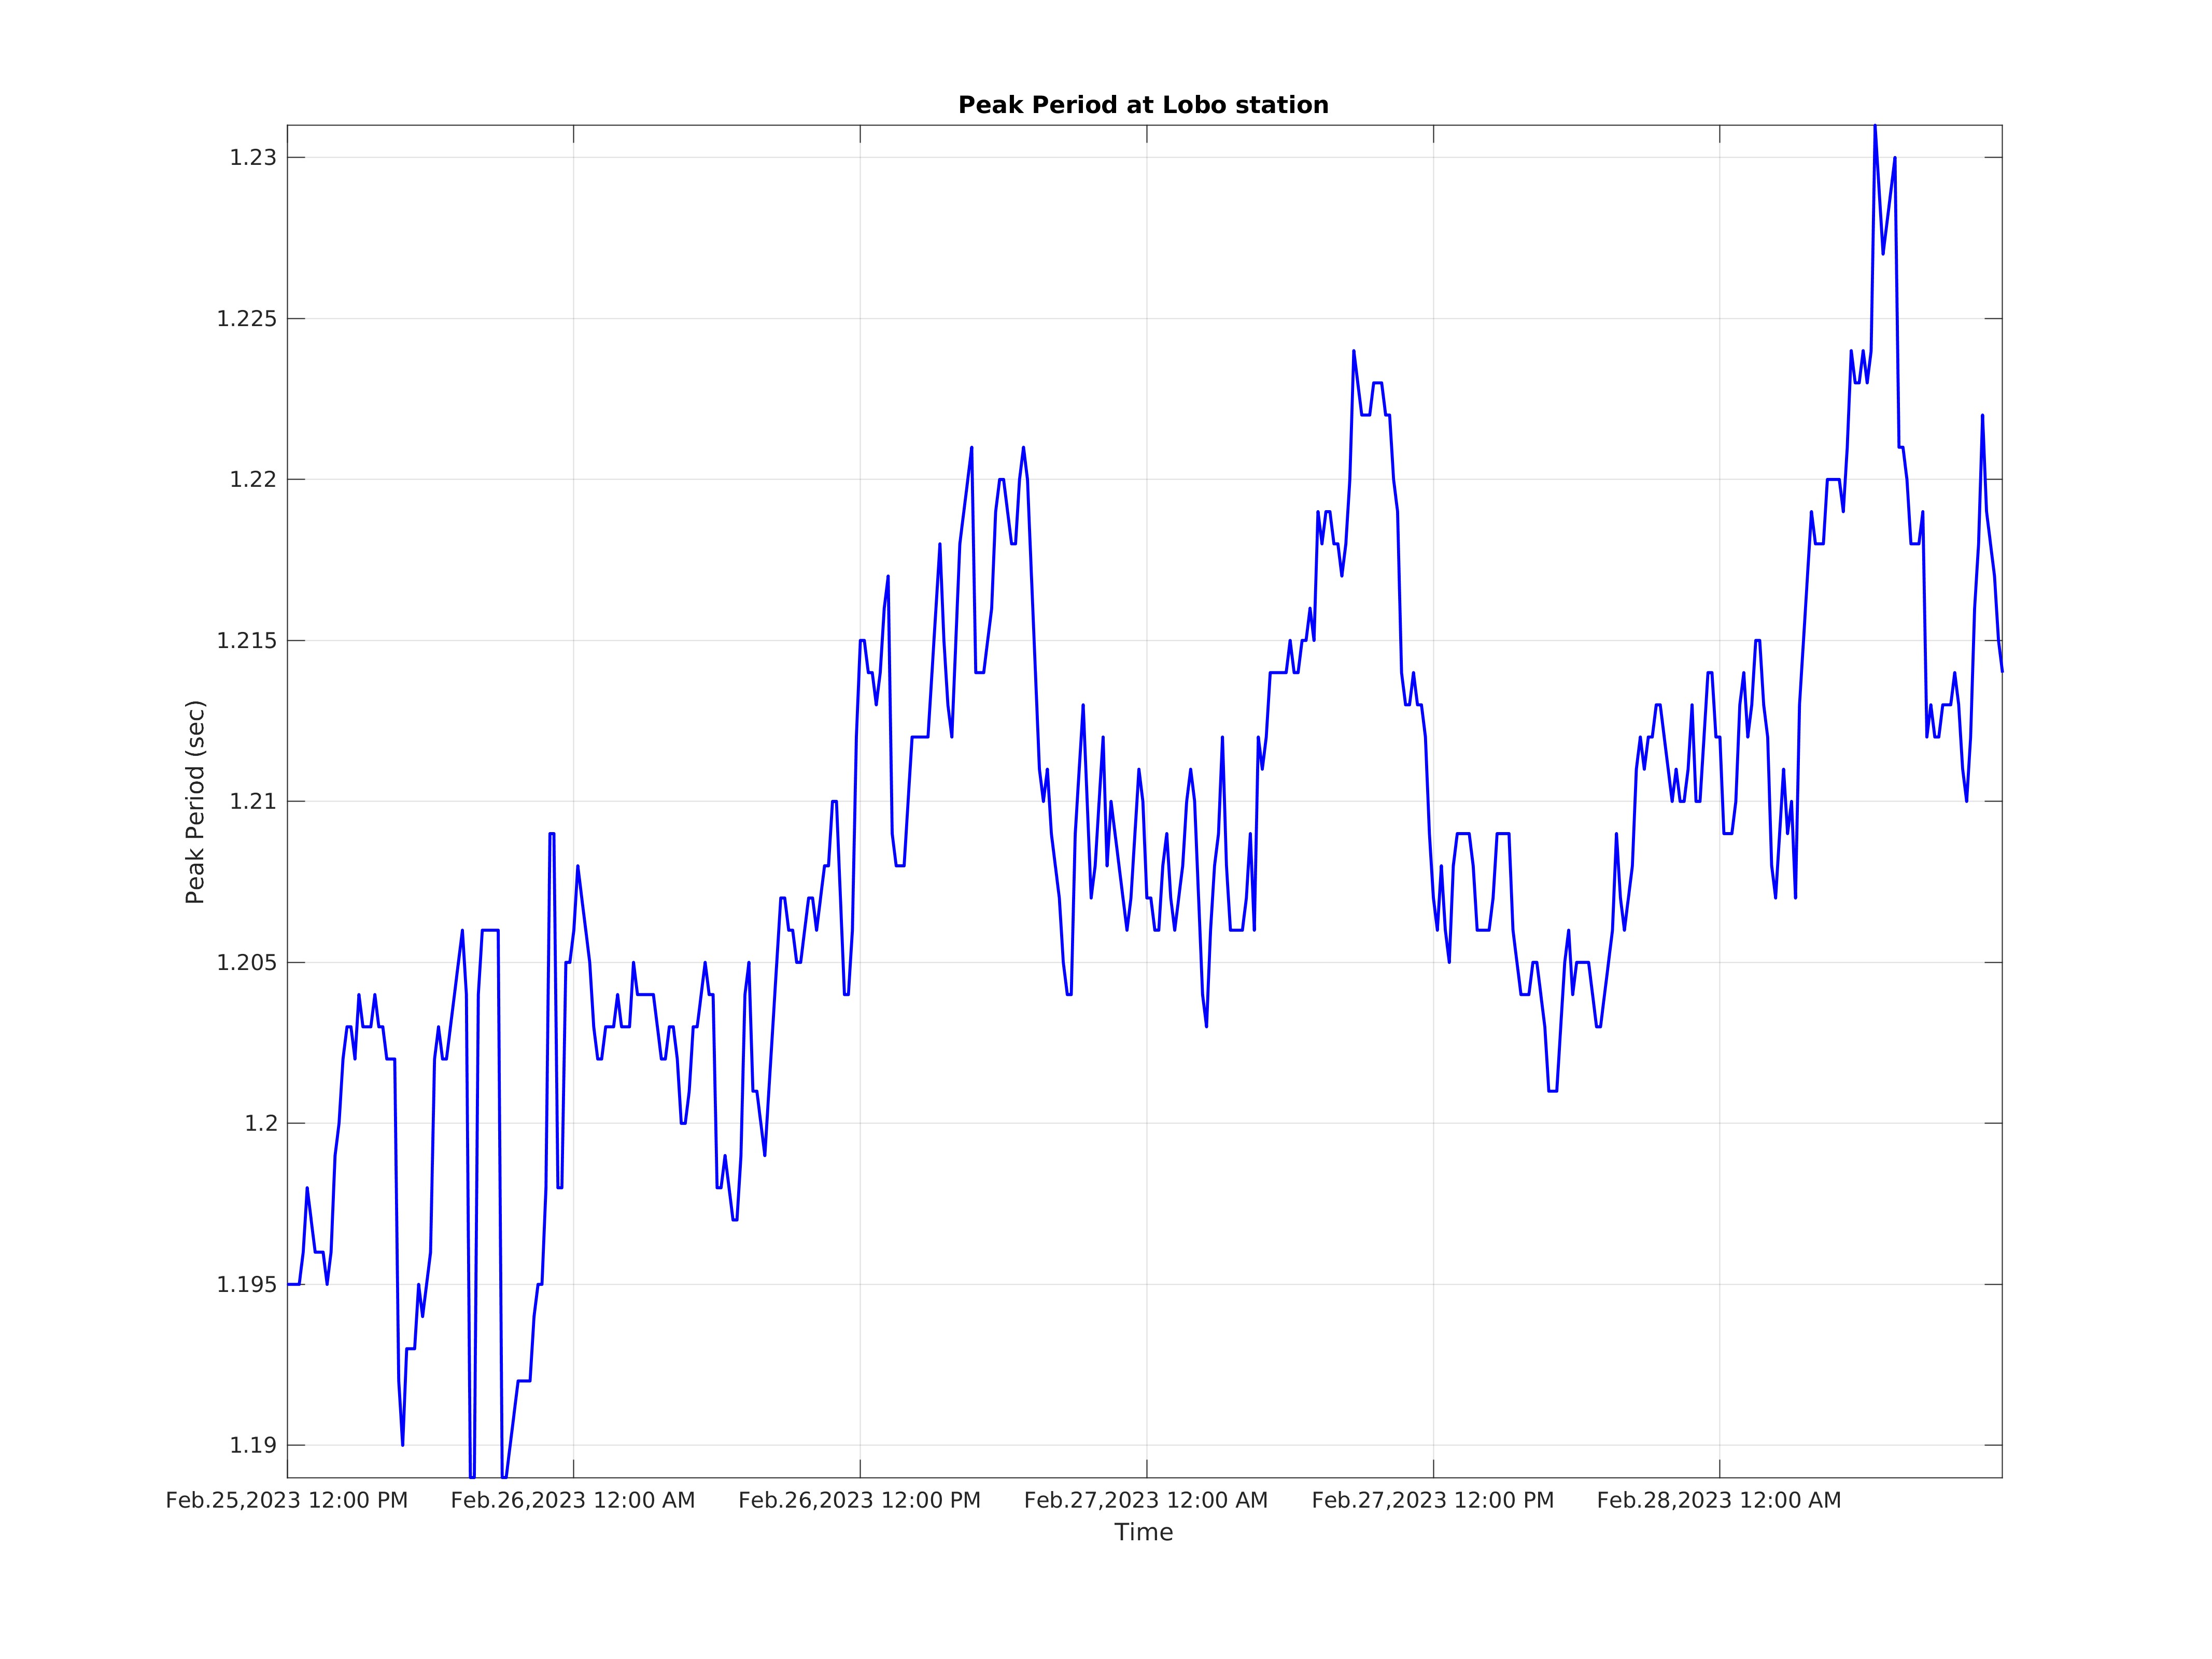 Peak Period at Lobo station
1.23
1.225
1.22
1.215
1.21
1.205
1.2
1.195
1.19
Peak Period (sec)
Feb.25,2023 12:00 PM Feb.26,2023 12:00 AM Feb.26,2023 12:00 PM Feb.27,2023 12:00 AM Feb.27,2023 12:00 PM Feb.28,2023 12:00 AM
Time